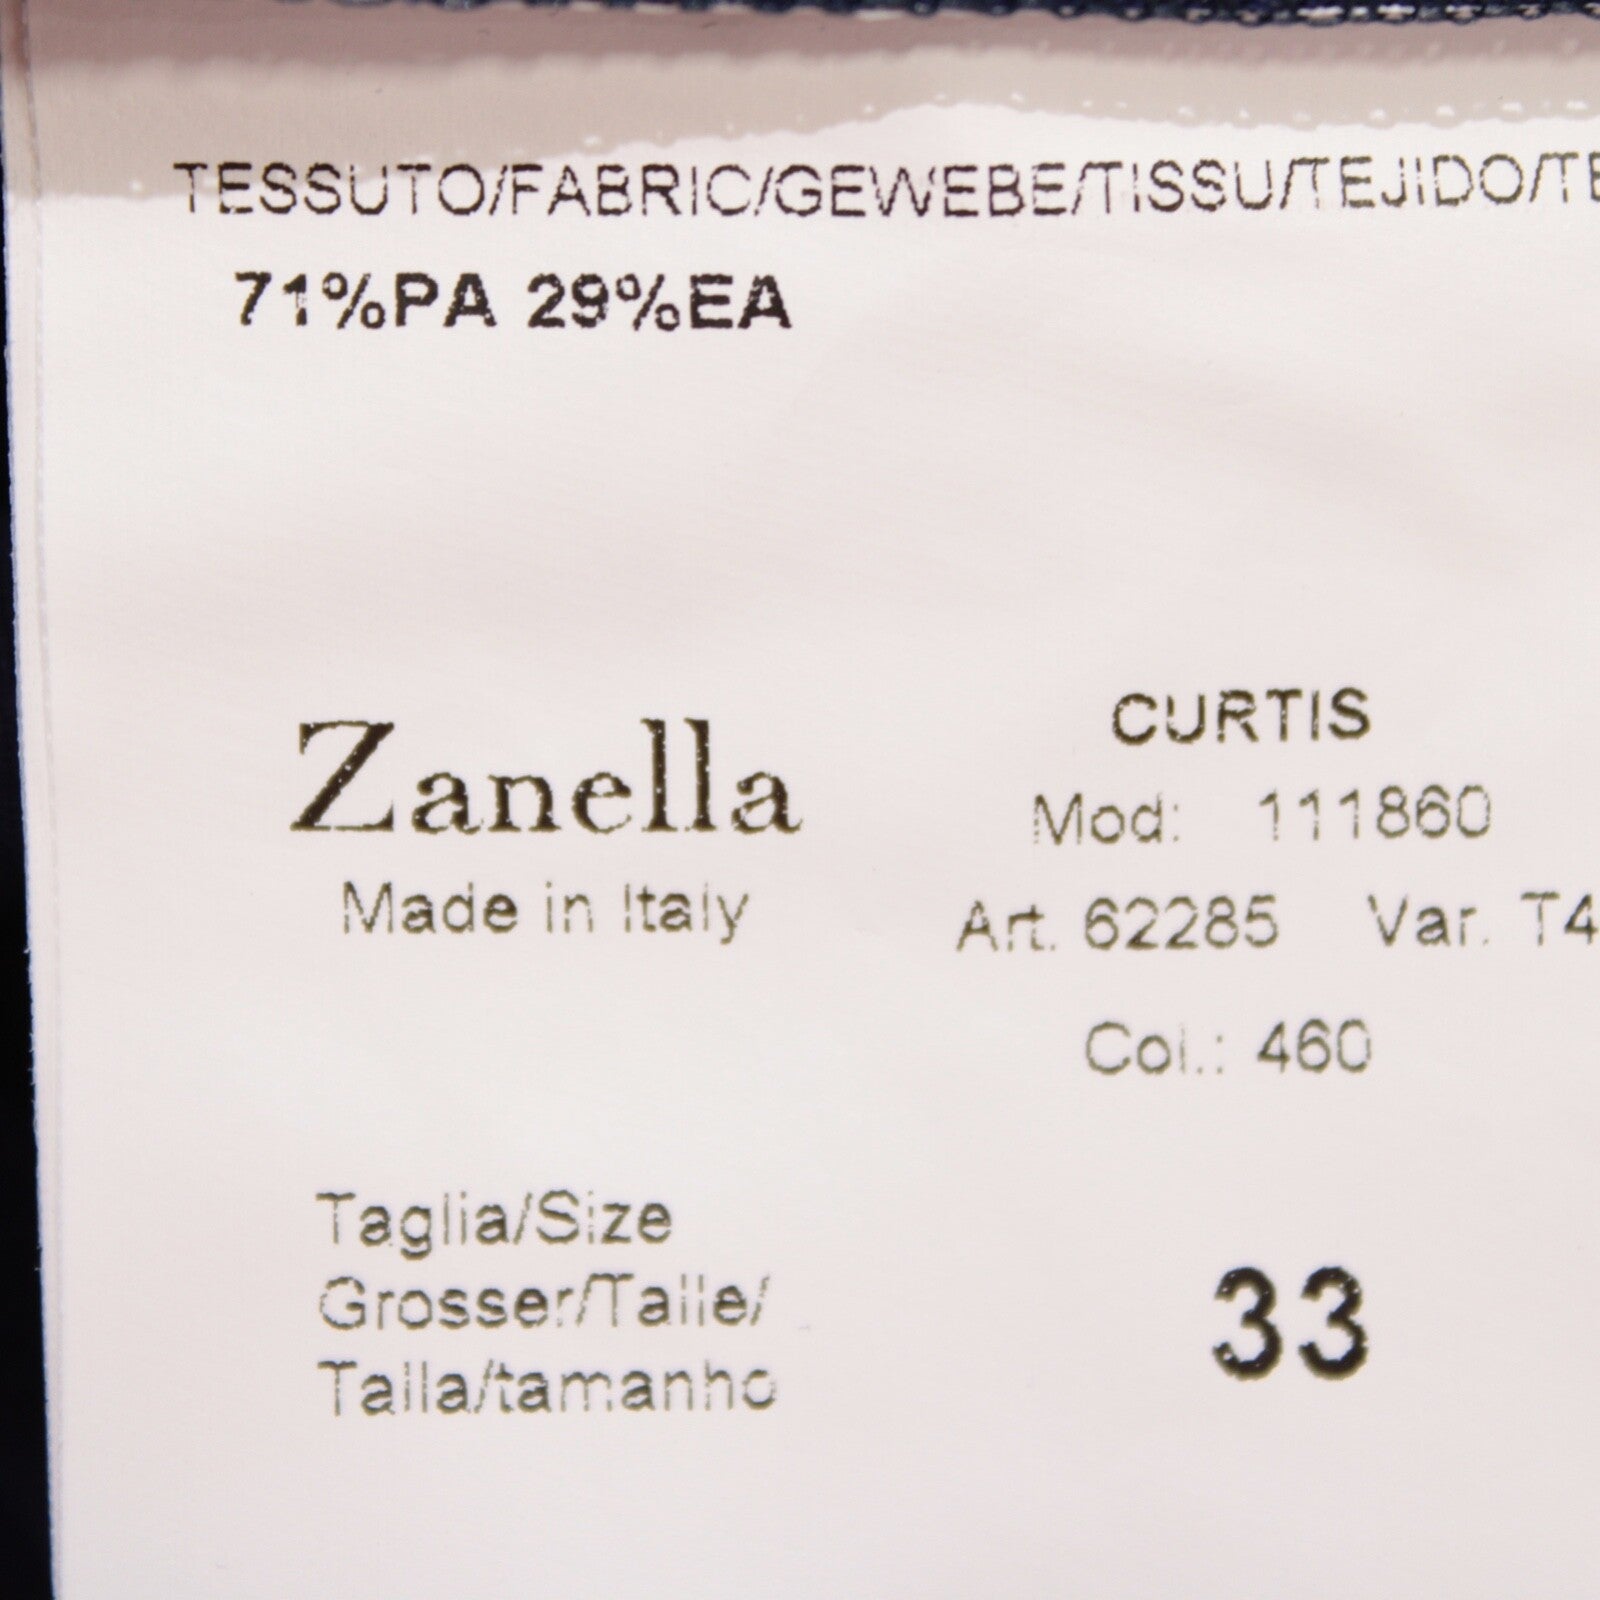 TESSUTO/FABRIC/GEWEBE/TISSU/TEJIDO/TE
71%PA 29%EA
Zanella
Made in Italy
CURTIS
Mod: 111860
Art. 62285 Var. T4
Col.: 460
Taglia/Size
Grosser/Taille/
Talla/tamanho
33